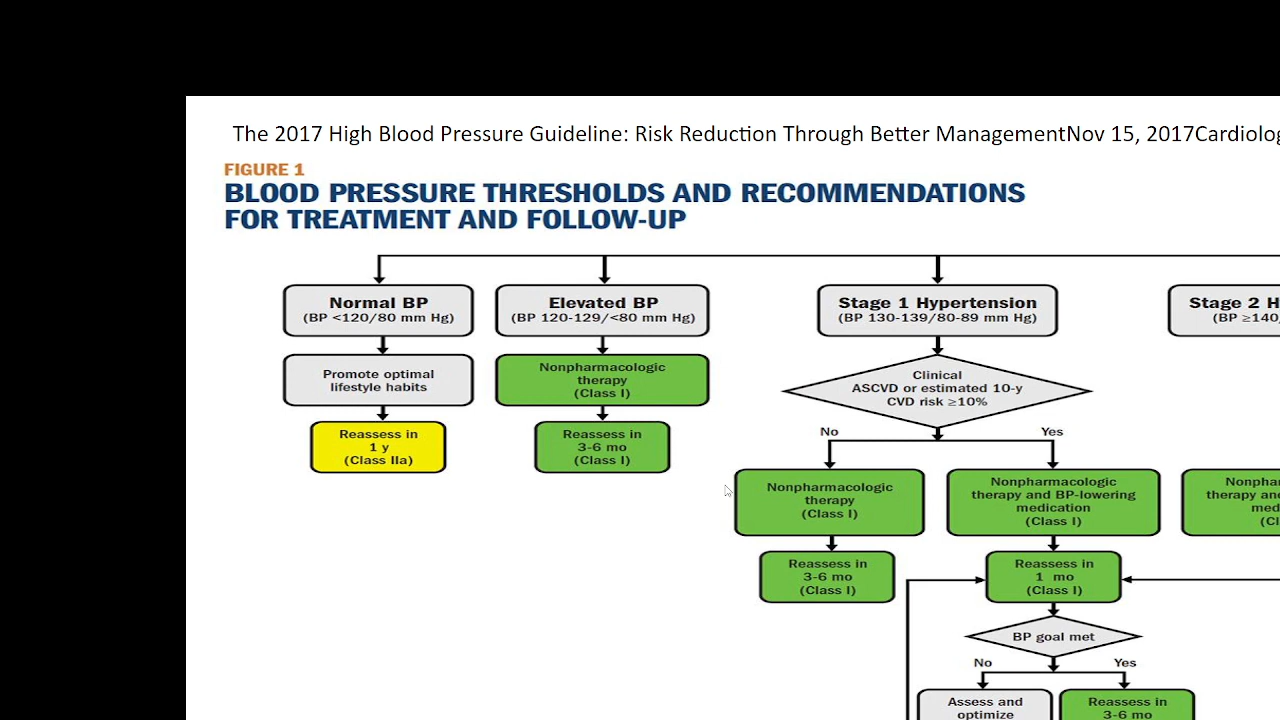 The 2017 High Blood Pressure Guideline: Risk Reduction Through Better ManagementNov 15, 2017Cardiolog
FIGURE 1
BLOOD PRESSURE THRESHOLDS AND RECOMMENDATIONS
FOR TREATMENT AND FOLLOW-UP
Normal BP
(BP <120/80 mm Hg)
Elevated BP
(BP 120-129/<80 mm Hg)
Stage 1 Hypertension
(BP 130-139/80-89 mm Hg)
Stage 2 H
(BP ≥140/
Promote optimal
lifestyle habits
Nonpharmacologic
therapy
(Class I)
Clinical
ASCVD or estimated 10-y
CVD risk ≥10%
Reassess in
1 y
(Class IIa)
Reassess in
3-6 mo
(Class I)
No
Yes
Nonpharmacologic
therapy
(Class I)
Nonpharmacologic
therapy and BP-lowering
medication
(Class I)
Nonphar
therapy and
med
(Cl
Reassess in
3-6 mo
(Class I)
Reassess in
1 mo
(Class I)
BP goal met
No
Yes
Assess and
optimize
Reassess in
3-6 mo